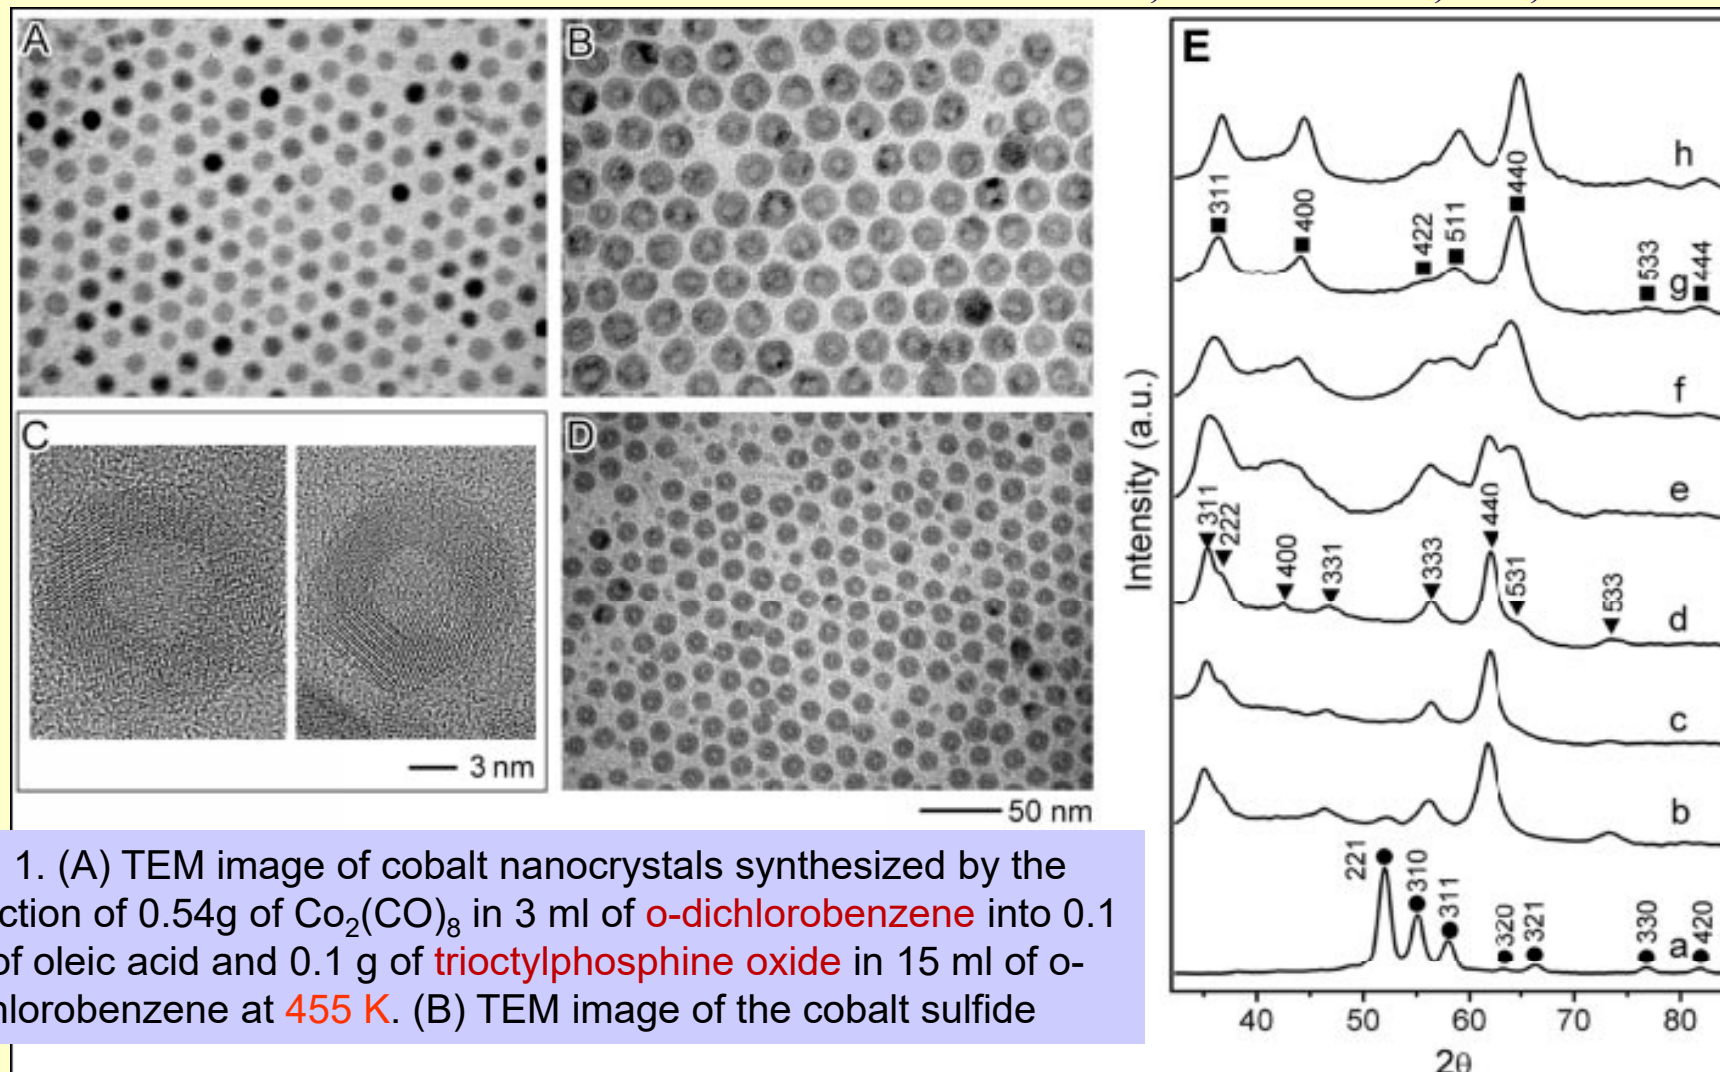 A
B
C
3 nm
D
50 nm
E
h
311
400
422
511
440
533
444
g
f
e
311
222
400
331
333
440
531
533
d
c
b
221
310
311
320
321
330
420
a
Intensity (a.u.)
40 50 60 70 80
2θ
1. (A) TEM image of cobalt nanocrystals synthesized by the
ction of 0.54g of Co₂(CO)₈ in 3 ml of o-dichlorobenzene into 0.1
of oleic acid and 0.1 g of trioctylphosphine oxide in 15 ml of o-
hlorobenzene at 455 K. (B) TEM image of the cobalt sulfide